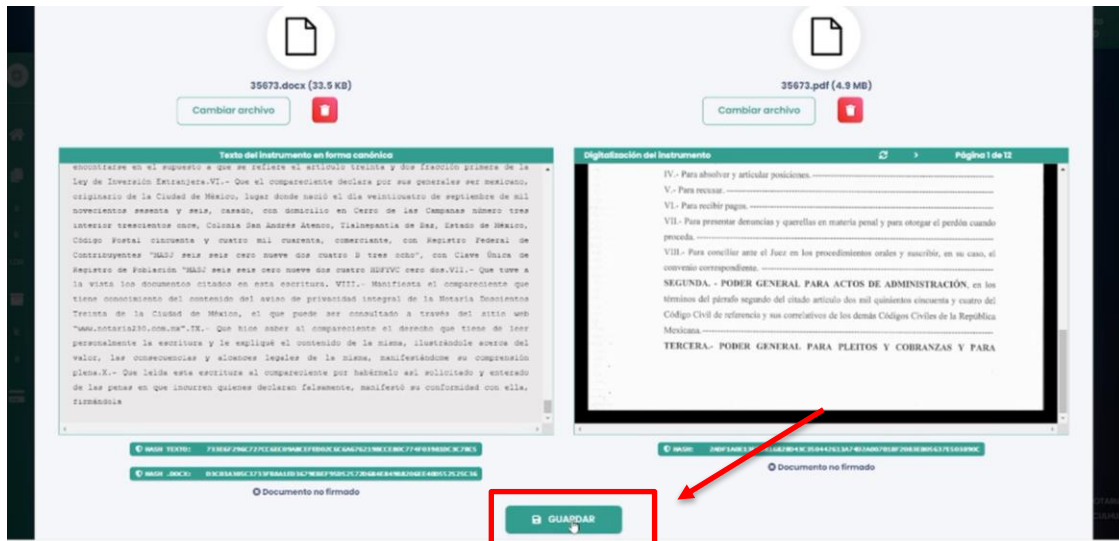 35673.docx (33.5 KB)
Cambiar archivo
Texto del instrumento en forma canónica
encontrarse en el supuesto a que se refiere el artículo treinta y dos fracción primera de la
Ley de Inversión Extranjera.VI.- Que el compareciente declara por sus generales ser mexicano,
originario de la Ciudad de México, lugar donde nació el día veinticuatro de septiembre de mil
novecientos sesenta y seis, casado, con domicilio en Cerro de las Campanas número tres
interior trescientos once, Colonia San Andrés Atenco, Tlalnepantla de Baz, Estado de México,
Código Postal cincuenta y cuatro mil cuarenta, comerciante, con Registro Federal de
Contribuyentes "MASJ seis seis cero nueve dos cuatro B tres ocho", con Clave Única de
Registro de Población "MASJ seis seis cero nueve dos cuatro cero dos.VII.- Que tuve a
la vista los documentos citados en esta escritura. VIII.- Manifiesta el compareciente que
tiene conocimiento del contenido del aviso de privacidad integral de la Notaría Doscientos
Treinta de la Ciudad de México, el que puede ser consultado a través del sitio web
"www.notaria230.com.mx".IX.- Que hice saber al compareciente el derecho que tiene de leer
personalmente la escritura y le expliqué el contenido de la misma, ilustrándole acerca del
valor, las consecuencias y alcances legales de la misma, manifestándome su comprensión
plena.X.- Que leída esta escritura al compareciente por habérmelo así solicitado y enterado
de las penas en que incurren quienes declaran falsamente, manifestó su conformidad con ella,
firmándola
HASH TEXTO:
HASH .DOCX:
Documento no firmado
35673.pdf (4.9 MB)
Cambiar archivo
Digitalización del instrumento
Página 1 de 12
IV.- Para absolver y articular posiciones.
V.- Para recusar.
VI.- Para recibir pagos.
VII.- Para presentar denuncias y querellas en materia penal y para otorgar el perdón cuando
proceda.
VIII.- Para conciliar ante el Juez en los procedimientos orales y suscribir, en su caso, el
convenio correspondiente.
SEGUNDA. - PODER GENERAL PARA ACTOS DE ADMINISTRACIÓN, en los
términos del párrafo segundo del citado artículo dos mil quinientos cincuenta y cuatro del
Código Civil de referencia y sus correlativos de los demás Códigos Civiles de la República
Mexicana.
TERCERA.- PODER GENERAL PARA PLEITOS Y COBRANZAS Y PARA
HASH:
Documento no firmado
GUARDAR